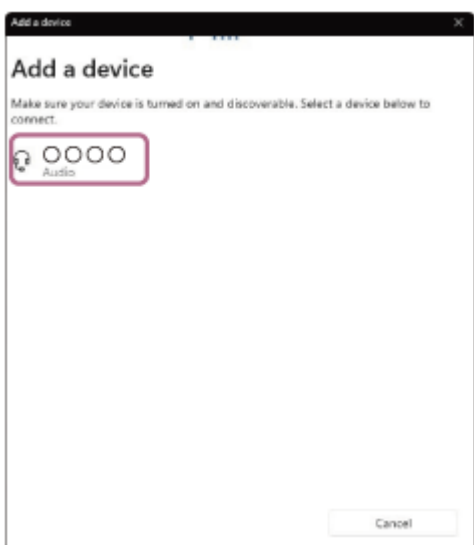 Add a device
Add a device
Make sure your device is turned on and discoverable. Select a device below to
connect.
○○○○
Audio
Cancel